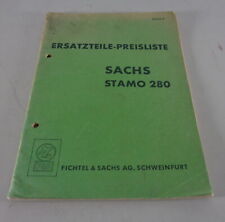 ERSATZTEILE-PREISLISTE
SACHS
STAMO 280
FICHTEL & SACHS AG. SCHWEINFURT